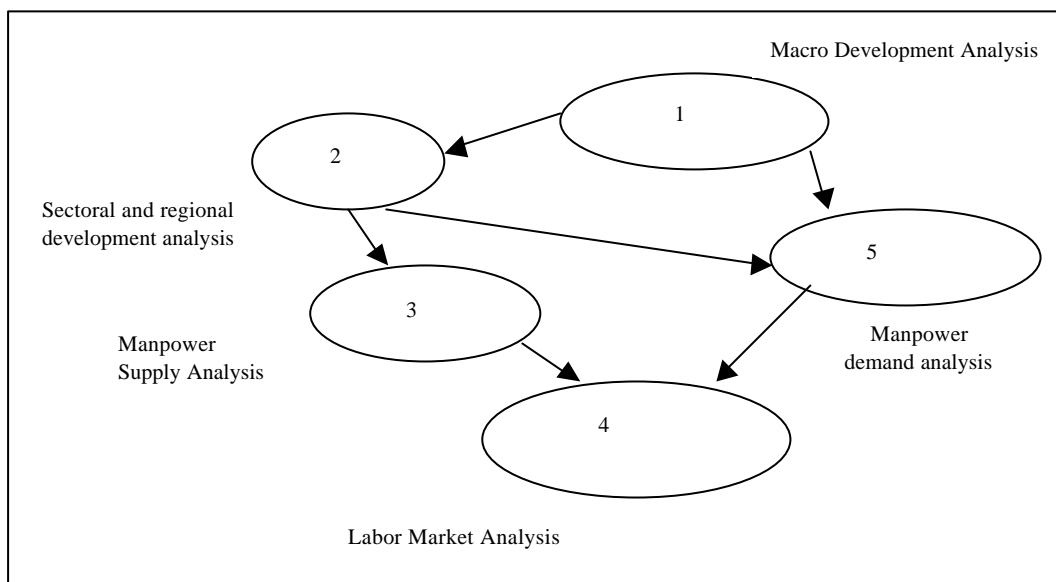 Macro Development Analysis
1
2
Sectoral and regional
development analysis
5
3
Manpower
Supply Analysis
Manpower
demand analysis
4
Labor Market Analysis